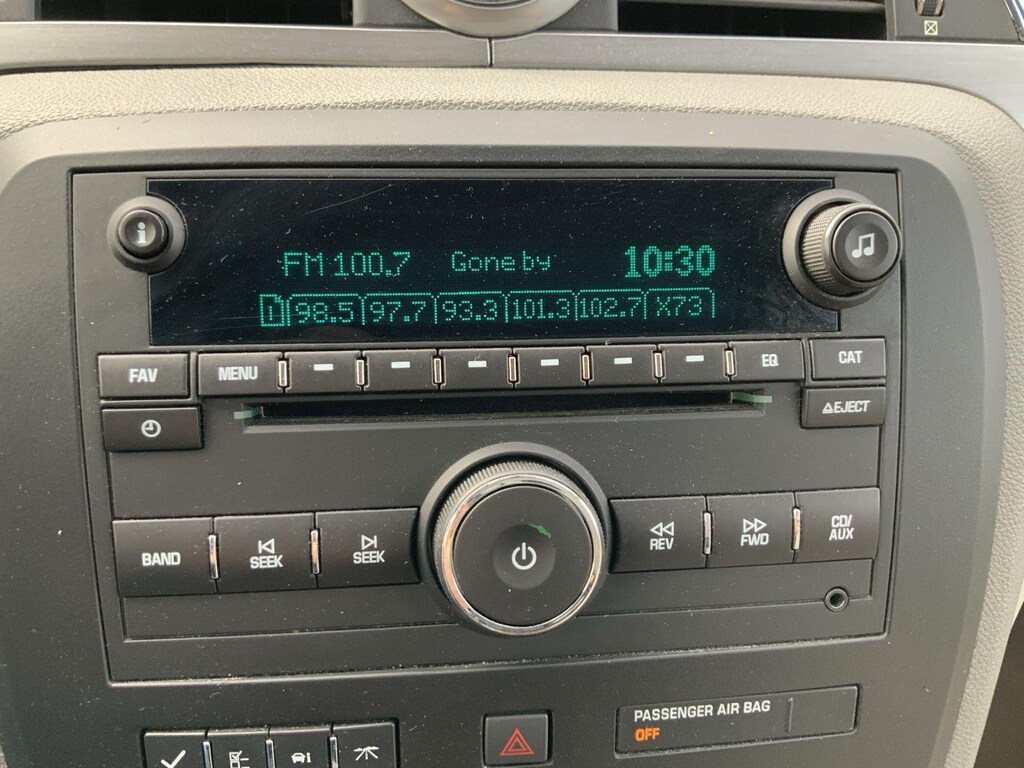 i
FM 100.7 Gone by 10:30
1 98.5 97.7 93.3 101.3 102.7 X73
FAV MENU EQ CAT
EJECT
BAND SEEK SEEK REV FWD CD/
AUX
PASSENGER AIR BAG
OFF